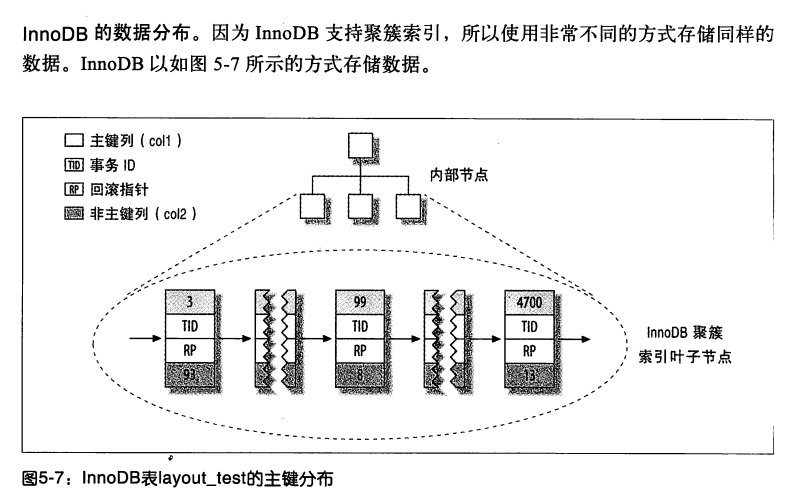 InnoDB 的数据分布。因为 InnoDB 支持聚簇索引，所以使用非常不同的方式存储同样的
数据。InnoDB 以如图 5-7 所示的方式存储数据。
主键列（col1）
TID 事务 ID
RP 回滚指针
非主键列（col2）
内部节点
3
99
4700
TID
TID
TID
RP
RP
RP
93
8
13
InnoDB 聚簇
索引叶子节点
图5-7：InnoDB表layout_test的主键分布